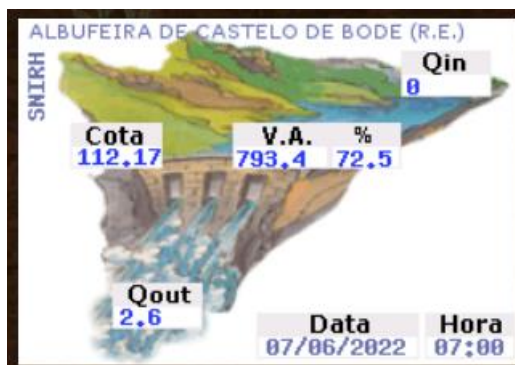 ALBUFEIRA DE CASTELO DE BODE (R.E.)
SNIRH
Qin
0
Cota V.A. %
112.17 793.4 72.5
Qout
2.6
Data Hora
07/06/2022 07:00